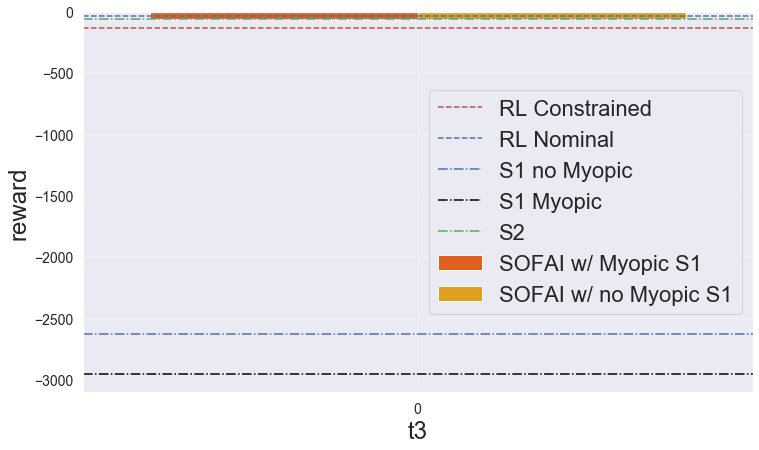 0
−500
−1000
−1500
−2000
−2500
−3000
reward
RL Constrained
RL Nominal
S1 no Myopic
S1 Myopic
S2
SOFAI w/ Myopic S1
SOFAI w/ no Myopic S1
0
t3